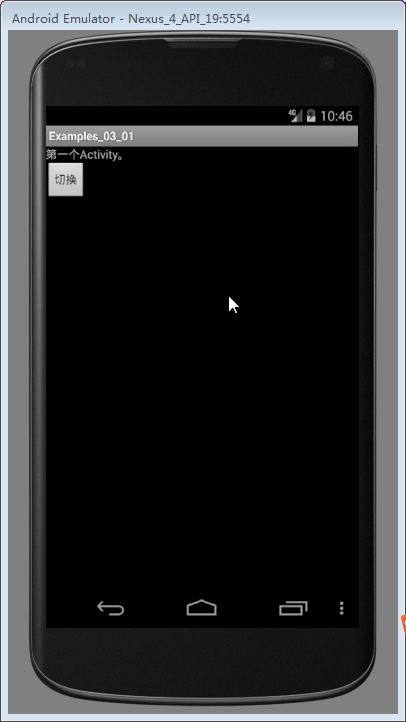 Android Emulator - Nexus_4_API_19:5554
4G 10:46
Examples_03_01
第一个Activity。
切换